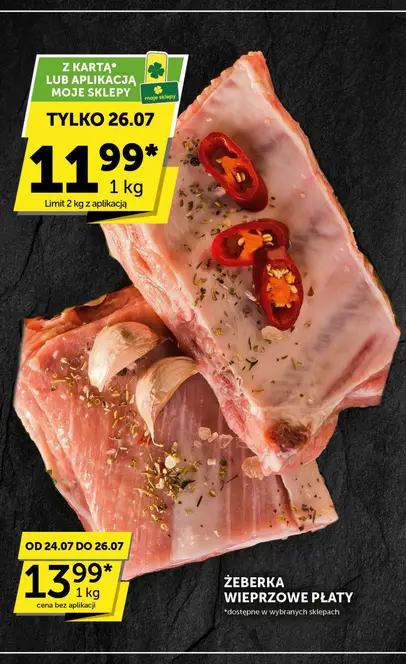 Z KARTĄ*
LUB APLIKACJĄ
MOJE SKLEPY
moje sklepy
TYLKO 26.07
11 99*
1 kg
Limit 2 kg z aplikacją
OD 24.07 DO 26.07
13 99*
1 kg
cena bez aplikacji
ŻEBERKA
WIEPRZOWE PŁATY
*dostępne w wybranych sklepach